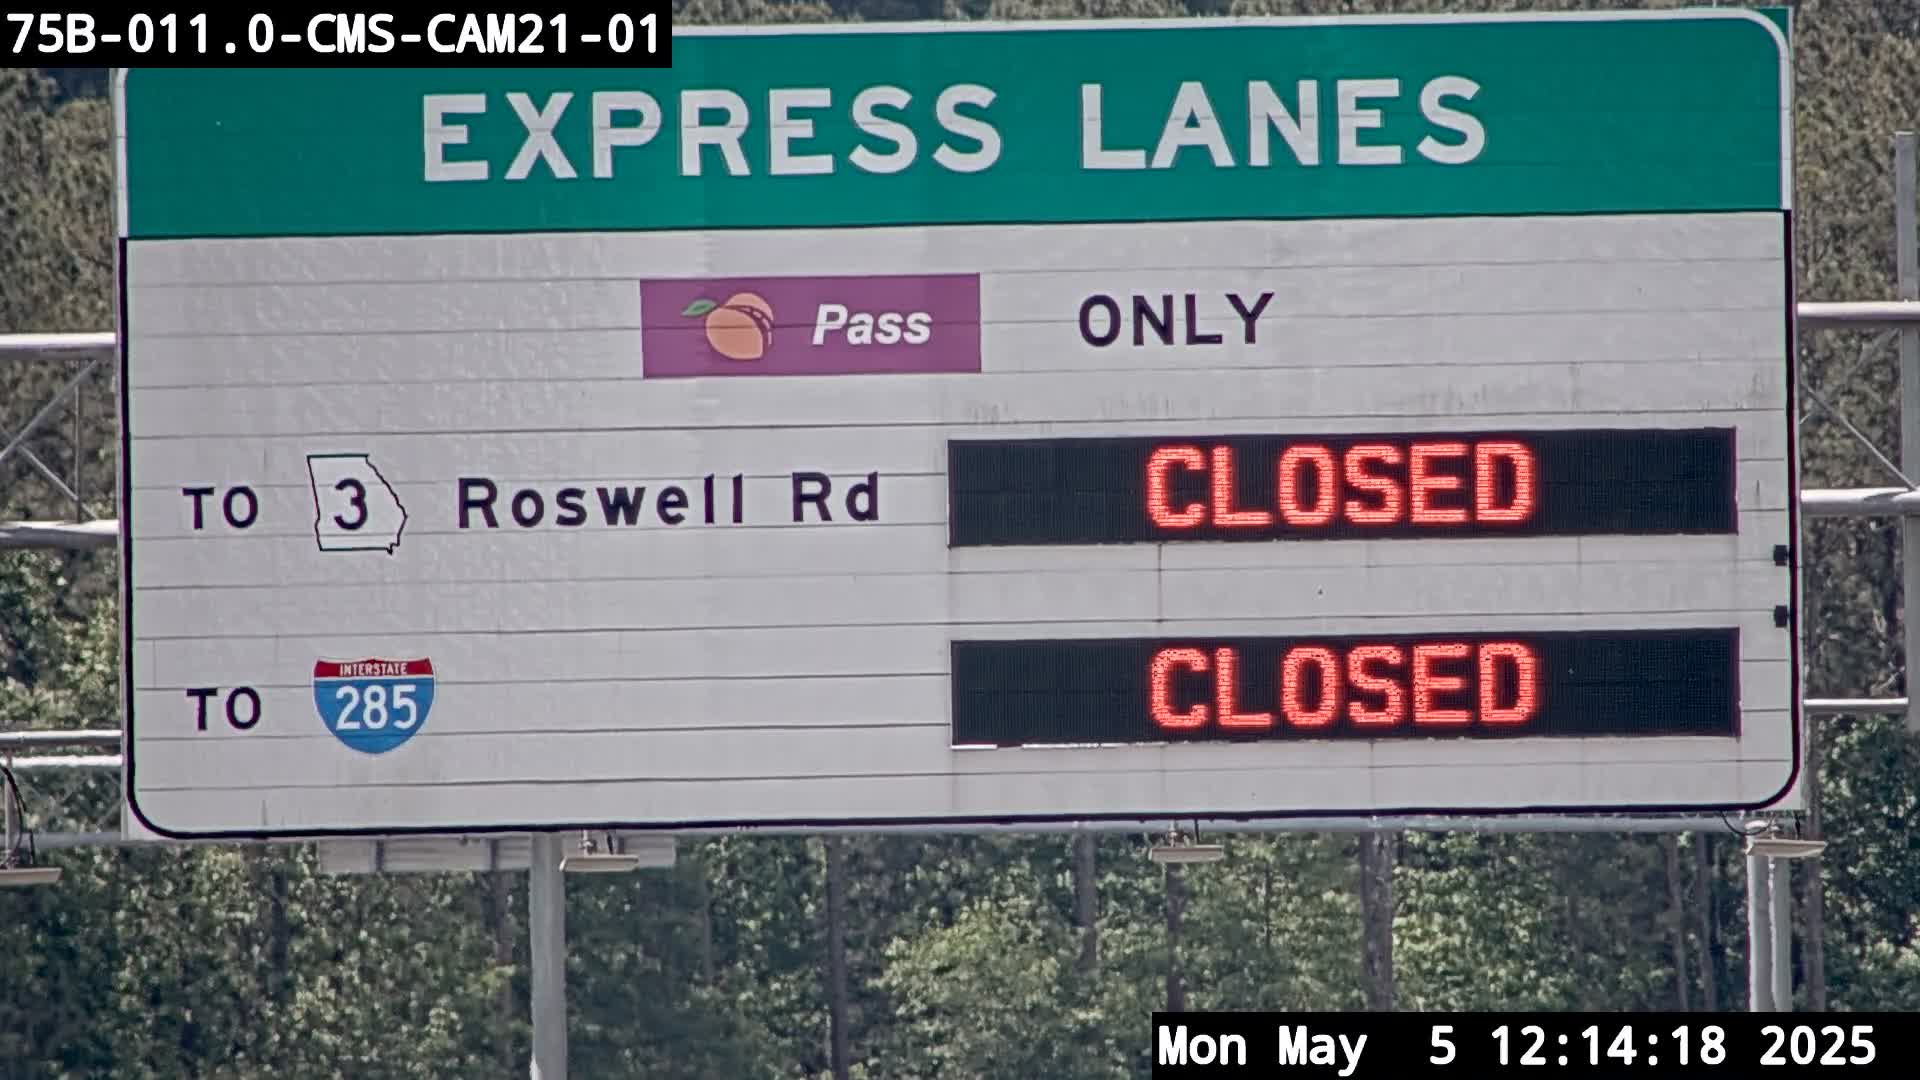 75B-011.0-CMS-CAM21-01
EXPRESS LANES
Pass ONLY
TO 3 Roswell Rd CLOSED
TO INTERSTATE 285 CLOSED
Mon May 5 12:14:18 2025